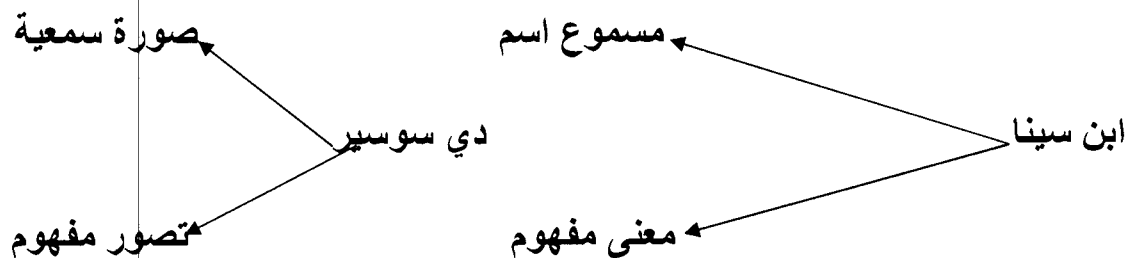 مسموع اسم
صورة سمعية
ابن سينا
دي سوسير
معنى مفهوم
تصور مفهوم